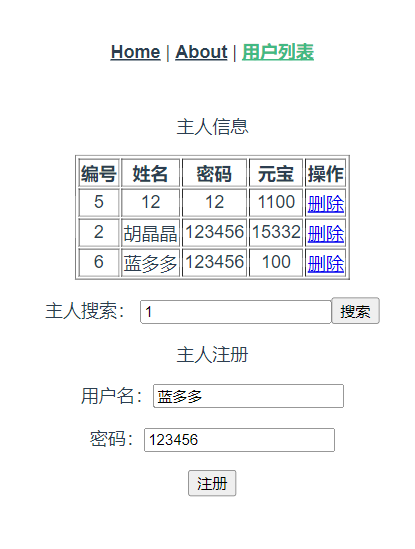 Home | About | 用户列表
主人信息
编号 姓名 密码 元宝 操作
5 12 12 1100 删除
2 胡晶晶 123456 15332 删除
6 蓝多多 123456 100 删除
主人搜索： 1 搜索
主人注册
用户名：蓝多多
密码：123456
注册